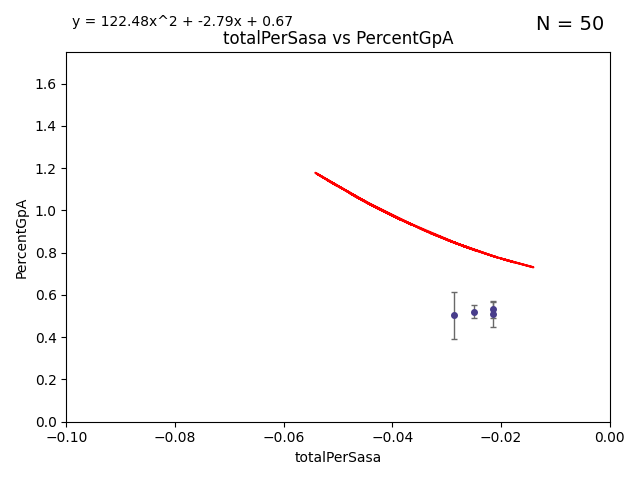 y = 122.48x^2 + -2.79x + 0.67
N = 50
totalPerSasa vs PercentGpA
PercentGpA
1.6
1.4
1.2
1.0
0.8
0.6
0.4
0.2
0.0
−0.10 −0.08 −0.06 −0.04 −0.02 0.00
totalPerSasa